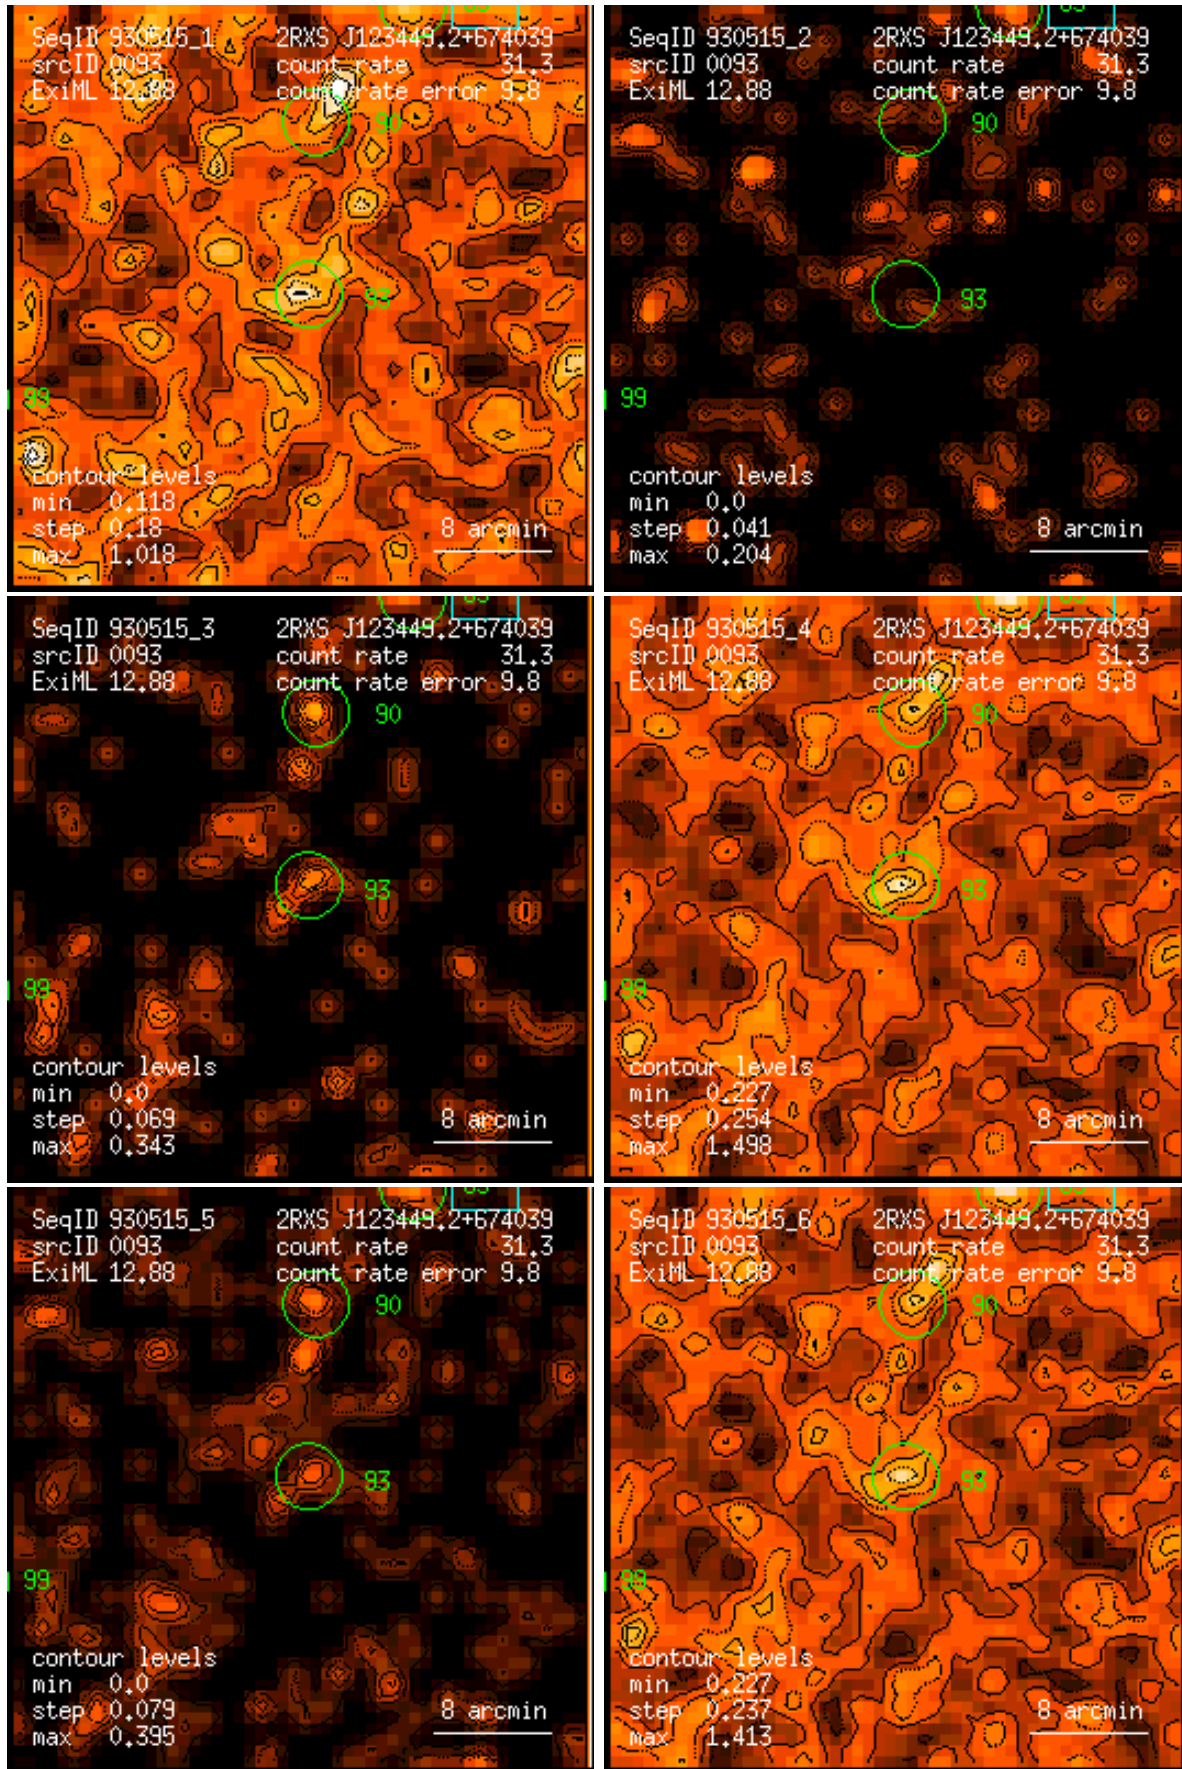 SeqID 930515_1 2RXS J123449.2+674039
srcID 0093 count rate 31.3
ExiML 12.88 count rate error 9.8
90
93
99
contour levels
min 0.118
step 0.18
max 1.018
8 arcmin
SeqID 930515_2 2RXS J123449.2+674039
srcID 0093 count rate 31.3
ExiML 12.88 count rate error 9.8
90
93
99
contour levels
min 0.0
step 0.041
max 0.204
8 arcmin
SeqID 930515_3 2RXS J123449.2+674039
srcID 0093 count rate 31.3
ExiML 12.88 count rate error 9.8
90
93
99
contour levels
min 0.0
step 0.069
max 0.343
8 arcmin
SeqID 930515_4 2RXS J123449.2+674039
srcID 0093 count rate 31.3
ExiML 12.88 count rate error 9.8
90
93
99
contour levels
min 0.227
step 0.254
max 1.498
8 arcmin
SeqID 930515_5 2RXS J123449.2+674039
srcID 0093 count rate 31.3
ExiML 12.88 count rate error 9.8
90
93
99
contour levels
min 0.0
step 0.079
max 0.395
8 arcmin
SeqID 930515_6 2RXS J123449.2+674039
srcID 0093 count rate 31.3
ExiML 12.88 count rate error 9.8
90
93
99
contour levels
min 0.227
step 0.237
max 1.413
8 arcmin